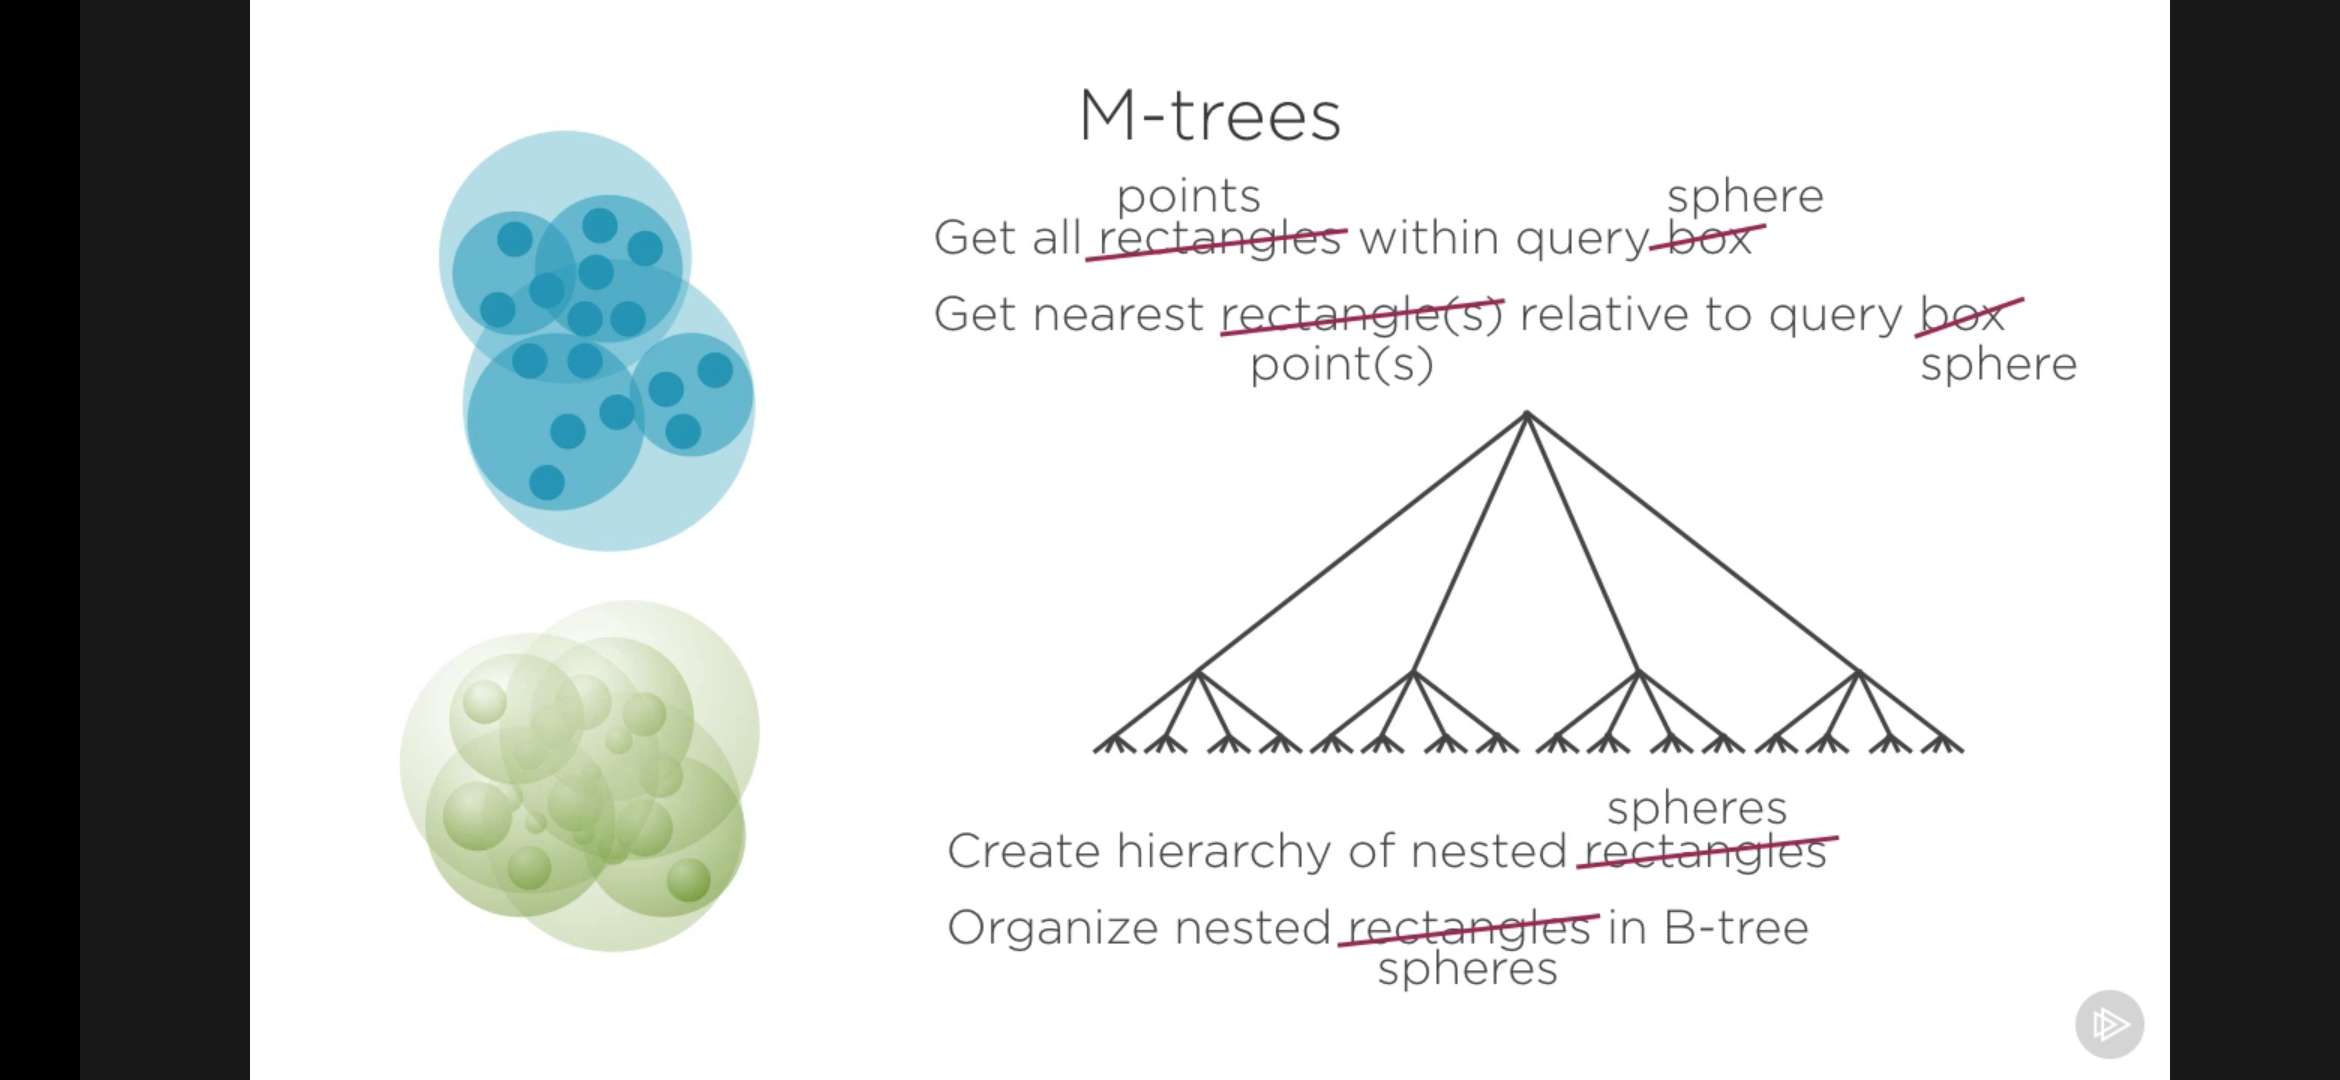 M-trees
points sphere
Get all rectangles within query box
Get nearest rectangle(s) relative to query box
point(s) sphere
spheres
Create hierarchy of nested rectangles
Organize nested rectangles in B-tree
spheres